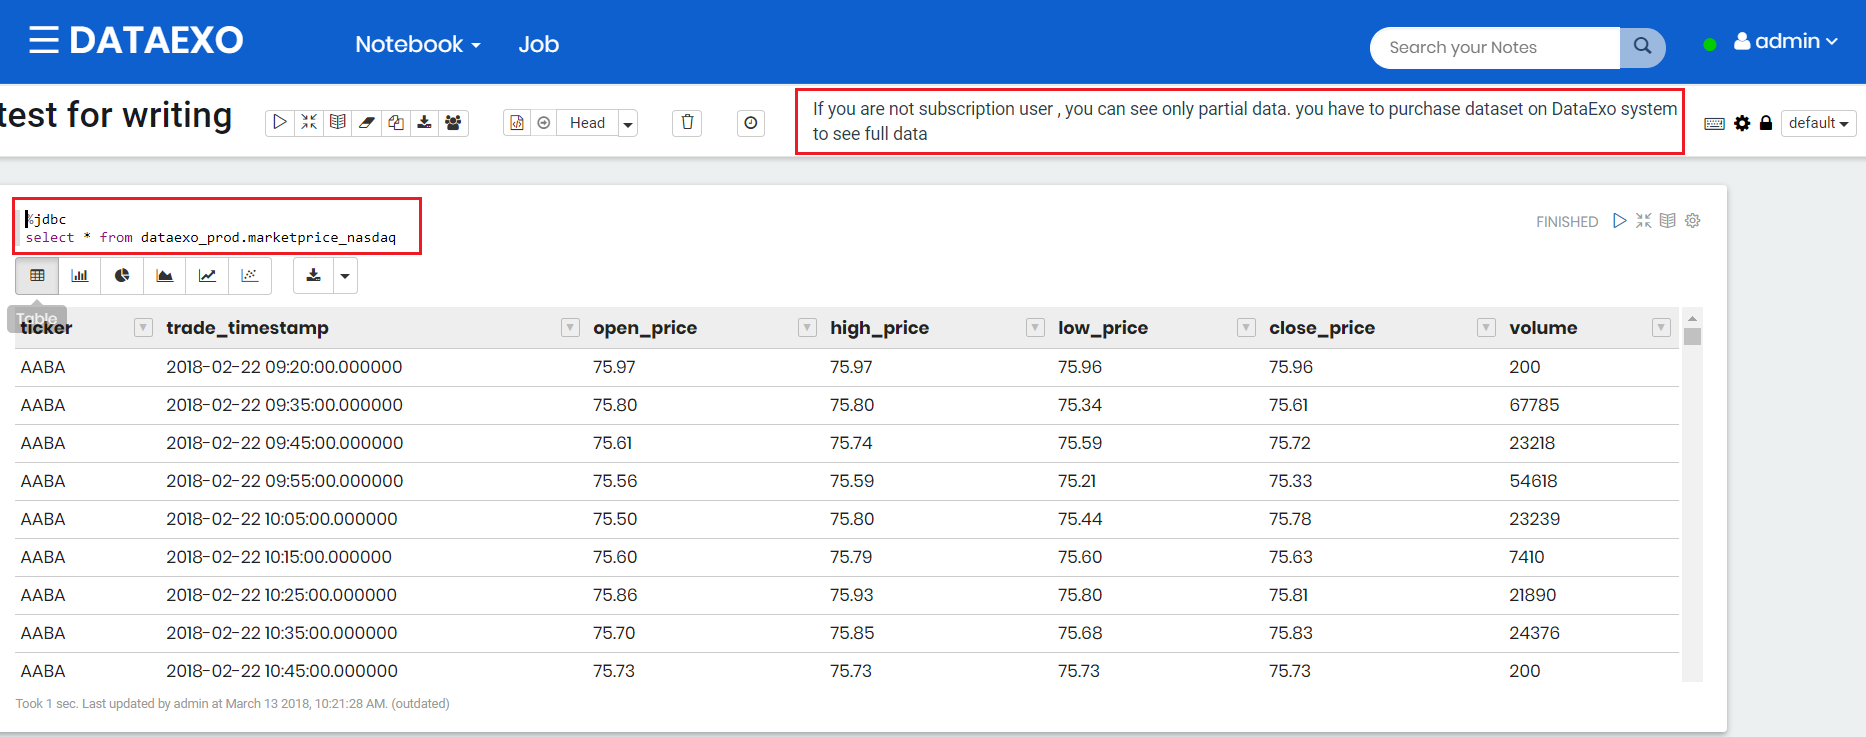 DATAEXO Notebook Job Search your Notes admin
test for writing Head default
If you are not subscription user , you can see only partial data. you have to purchase dataset on DataExo system
to see full data
%jdbc
select * from dataexo_prod.marketprice_nasdaq
FINISHED
Table
ticker trade_timestamp open_price high_price low_price close_price volume
AABA 2018-02-22 09:20:00.000000 75.97 75.97 75.96 75.96 200
AABA 2018-02-22 09:35:00.000000 75.80 75.80 75.34 75.61 67785
AABA 2018-02-22 09:45:00.000000 75.61 75.74 75.59 75.72 23218
AABA 2018-02-22 09:55:00.000000 75.56 75.59 75.21 75.33 54618
AABA 2018-02-22 10:05:00.000000 75.50 75.80 75.44 75.78 23239
AABA 2018-02-22 10:15:00.000000 75.60 75.79 75.60 75.63 7410
AABA 2018-02-22 10:25:00.000000 75.86 75.93 75.80 75.81 21890
AABA 2018-02-22 10:35:00.000000 75.70 75.85 75.68 75.83 24376
AABA 2018-02-22 10:45:00.000000 75.73 75.73 75.73 75.73 200
Took 1 sec. Last updated by admin at March 13 2018, 10:21:28 AM. (outdated)